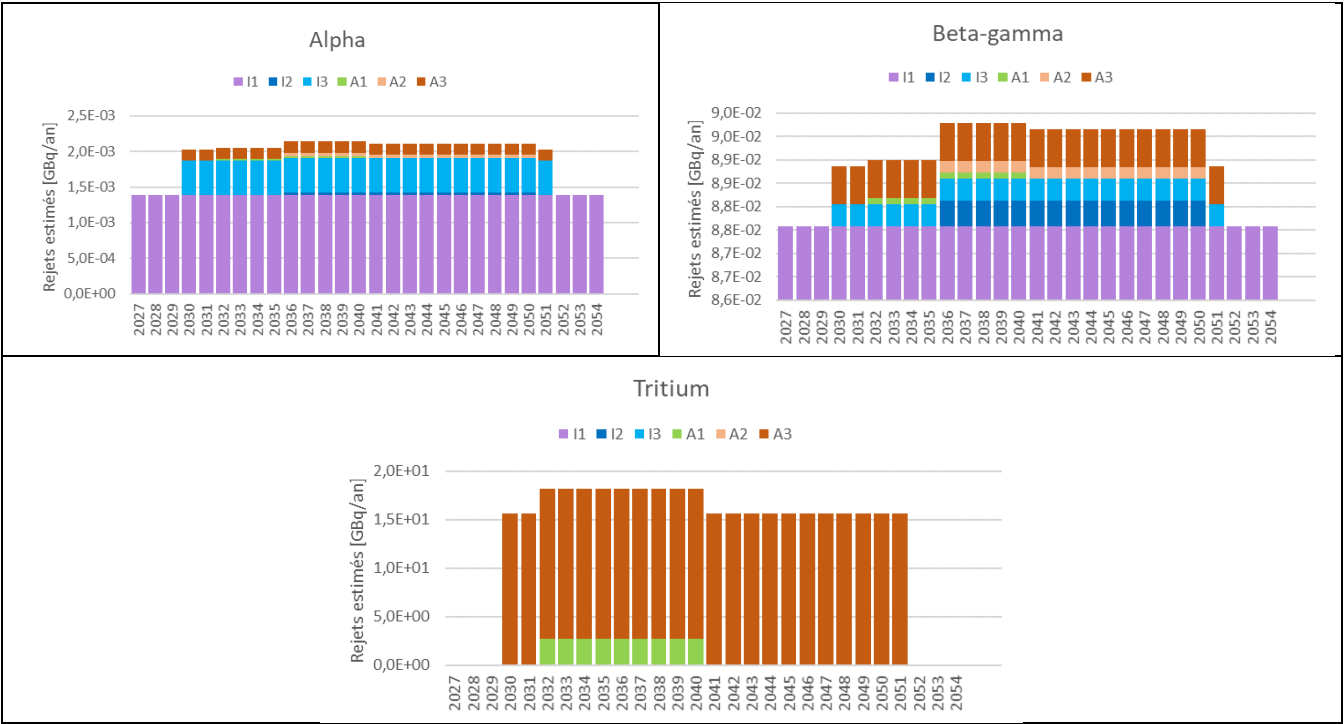 Alpha
I1 I2 I3 A1 A2 A3
Rejets estimés [GBq/an]
2,5E-03
2,0E-03
1,5E-03
1,0E-03
5,0E-04
0,0E+00
2027 2028 2029 2030 2031 2032 2033 2034 2035 2036 2037 2038 2039 2040 2041 2042 2043 2044 2045 2046 2047 2048 2049 2050 2051 2052 2053 2054
Beta-gamma
I1 I2 I3 A1 A2 A3
Rejets estimés [GBq/an]
9,0E-02
9,0E-02
8,9E-02
8,9E-02
8,8E-02
8,8E-02
8,7E-02
8,7E-02
8,6E-02
2027 2028 2029 2030 2031 2032 2033 2034 2035 2036 2037 2038 2039 2040 2041 2042 2043 2044 2045 2046 2047 2048 2049 2050 2051 2052 2053 2054
Tritium
I1 I2 I3 A1 A2 A3
Rejets estimés [GBq/an]
2,0E+01
1,5E+01
1,0E+01
5,0E+00
0,0E+00
2027 2028 2029 2030 2031 2032 2033 2034 2035 2036 2037 2038 2039 2040 2041 2042 2043 2044 2045 2046 2047 2048 2049 2050 2051 2052 2053 2054